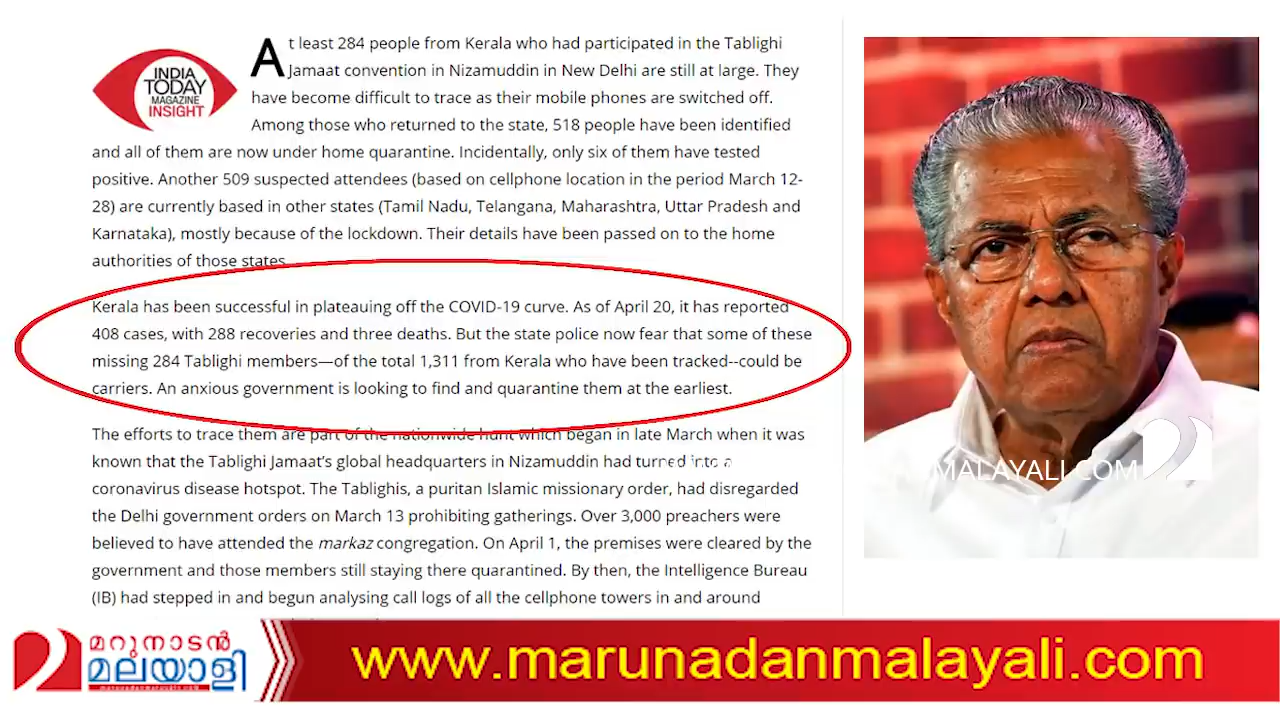 INDIA
TODAY
MAGAZINE
INSIGHT
At least 284 people from Kerala who had participated in the Tablighi
Jamaat convention in Nizamuddin in New Delhi are still at large. They
have become difficult to trace as their mobile phones are switched off.
Among those who returned to the state, 518 people have been identified
and all of them are now under home quarantine. Incidentally, only six of them have tested
positive. Another 509 suspected attendees (based on cellphone location in the period March 12-
28) are currently based in other states (Tamil Nadu, Telangana, Maharashtra, Uttar Pradesh and
Karnataka), mostly because of the lockdown. Their details have been passed on to the home
authorities of those states.
Kerala has been successful in plateauing off the COVID-19 curve. As of April 20, it has reported
408 cases, with 288 recoveries and three deaths. But the state police now fear that some of these
missing 284 Tablighi members—of the total 1,311 from Kerala who have been tracked--could be
carriers. An anxious government is looking to find and quarantine them at the earliest.
The efforts to trace them are part of the nationwide hunt which began in late March when it was
known that the Tablighi Jamaat's global headquarters in Nizamuddin had turned into a
coronavirus disease hotspot. The Tablighis, a puritan Islamic missionary order, had disregarded
the Delhi government orders on March 13 prohibiting gatherings. Over 3,000 preachers were
believed to have attended the markaz congregation. On April 1, the premises were cleared by the
government and those members still staying there quarantined. By then, the Intelligence Bureau
(IB) had stepped in and begun analysing call logs of all the cellphone towers in and around
MALAYALI.COM
മറുനാടൻ
മലയാളി
www.marunadanmalayali.com